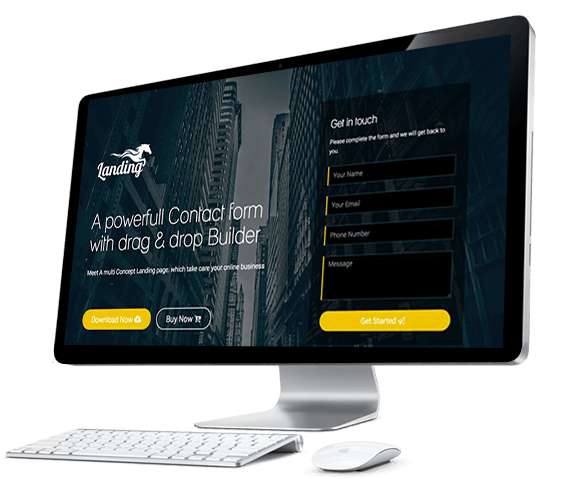 Landing
A powerfull Contact form
with drag & drop Builder
Meet A multi Concept Landing page, which take care your online business
Download Now
Buy Now
Get in touch
Please complete the form and we will get back to
you.
Your Name
Your Email
Phone Number
Message
Get Started